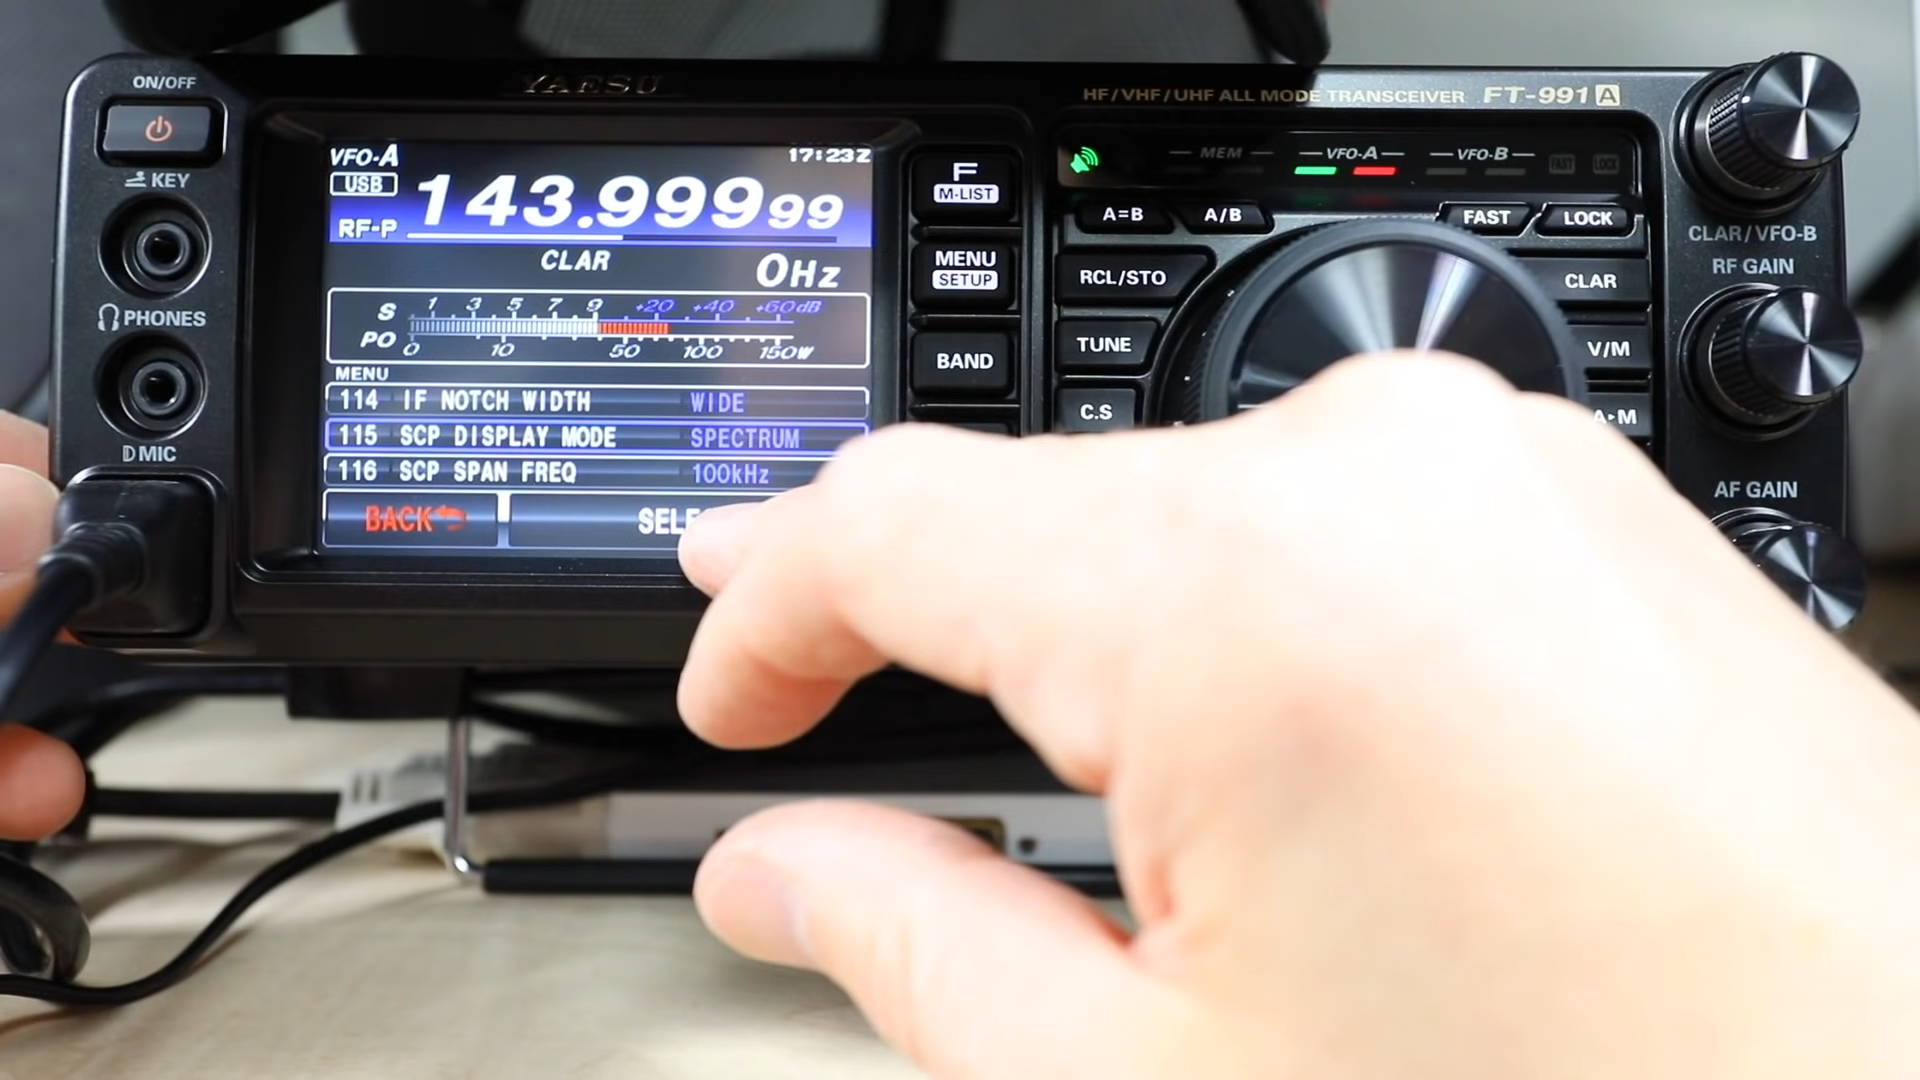 ON/OFF
KEY
PHONES
MIC
YAESU
HF/VHF/UHF ALL MODE TRANSCEIVER FT-991A
VFO-A 17:23Z
USB 143.99999
RF-P
CLAR 0Hz
S 1 3 5 7 9 +20 +40 +60dB
PO 0 10 50 100 150W
MENU
114 IF NOTCH WIDTH WIDE
115 SCP DISPLAY MODE SPECTRUM
116 SCP SPAN FREQ 100kHz
BACK
F
M-LIST
MENU
SETUP
BAND
MEM VFO-A VFO-B FAST LOCK
A=B A/B FAST LOCK
RCL/STO CLAR
TUNE V/M
C.S
CLAR/VFO-B
RF GAIN
AF GAIN